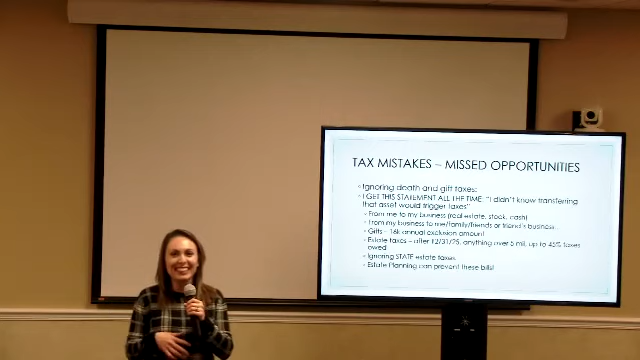 TAX MISTAKES – MISSED OPPORTUNITIES
Ignoring death and gift taxes:
I GET THIS STATEMENT ALL THE TIME: "I didn't know transferring
that asset would trigger taxes"
From me to my business (real estate, stock, cash)
From my business to me/family/friends or friend's business
Gifts – 16k annual exclusion amount
Estate taxes – after 12/31/25, anything over 5 mil, up to 45% taxes
owed
Ignoring STATE estate taxes
Estate Planning can prevent these bills!